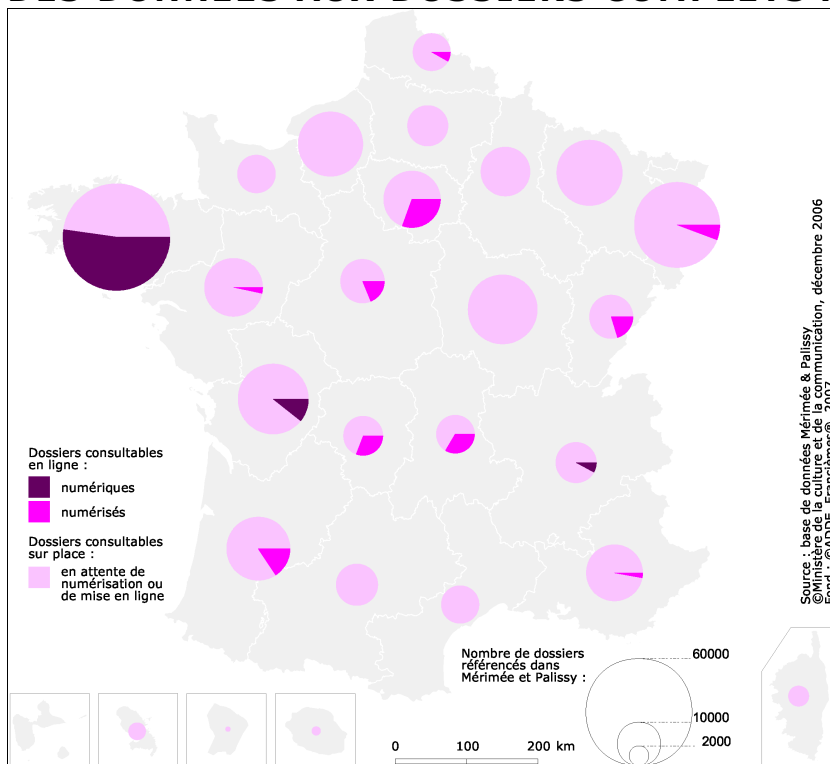 Dossiers consultables
en ligne :
numériques
numérisés
Dossiers consultables
sur place :
en attente de
numérisation ou
de mise en ligne
Nombre de dossiers
référencés dans
Mérimée et Palissy :
60000
10000
2000
0 100 200 km
Source : base de données Mérimée & Palissy
©Ministère de la culture et de la communication, décembre 2006